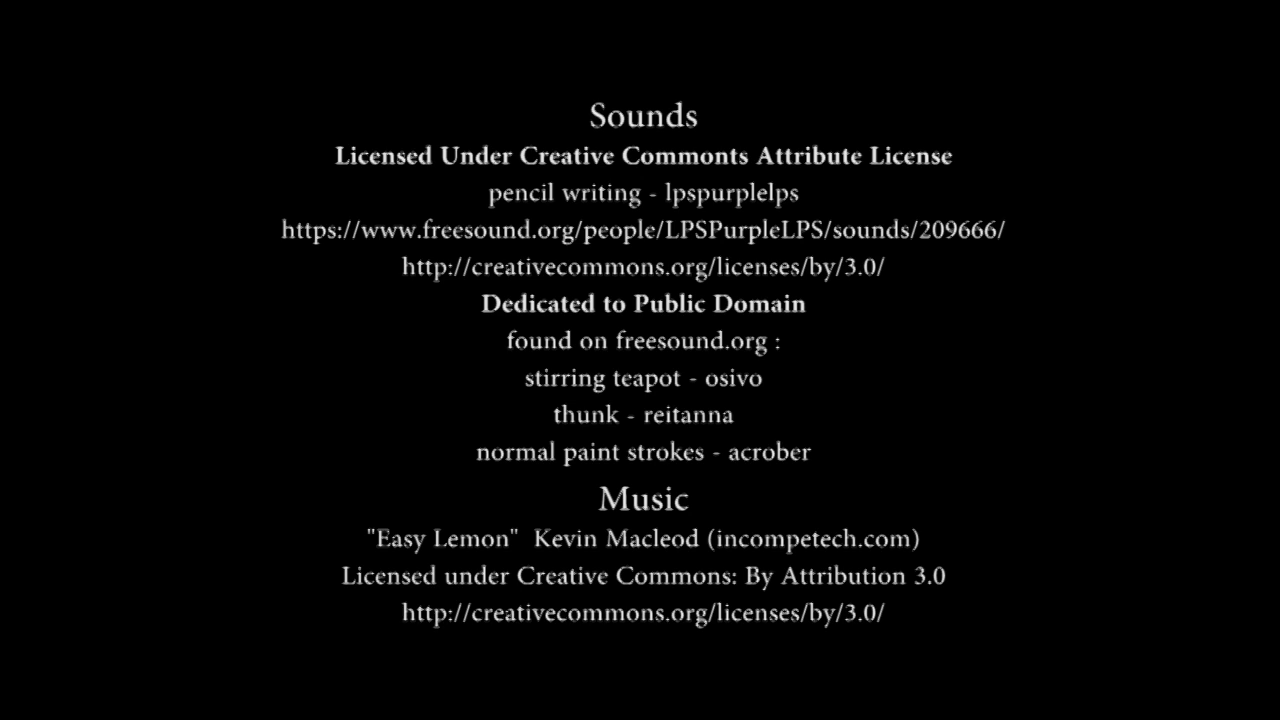 Sounds
Licensed Under Creative Commonts Attribute License
pencil writing - lpspurplelps
https://www.freesound.org/people/LPSPurpleLPS/sounds/209666/
http://creativecommons.org/licenses/by/3.0/
Dedicated to Public Domain
found on freesound.org :
stirring teapot - osivo
thunk - reitanna
normal paint strokes - acrober
Music
"Easy Lemon"  Kevin Macleod (incompetech.com)
Licensed under Creative Commons: By Attribution 3.0
http://creativecommons.org/licenses/by/3.0/